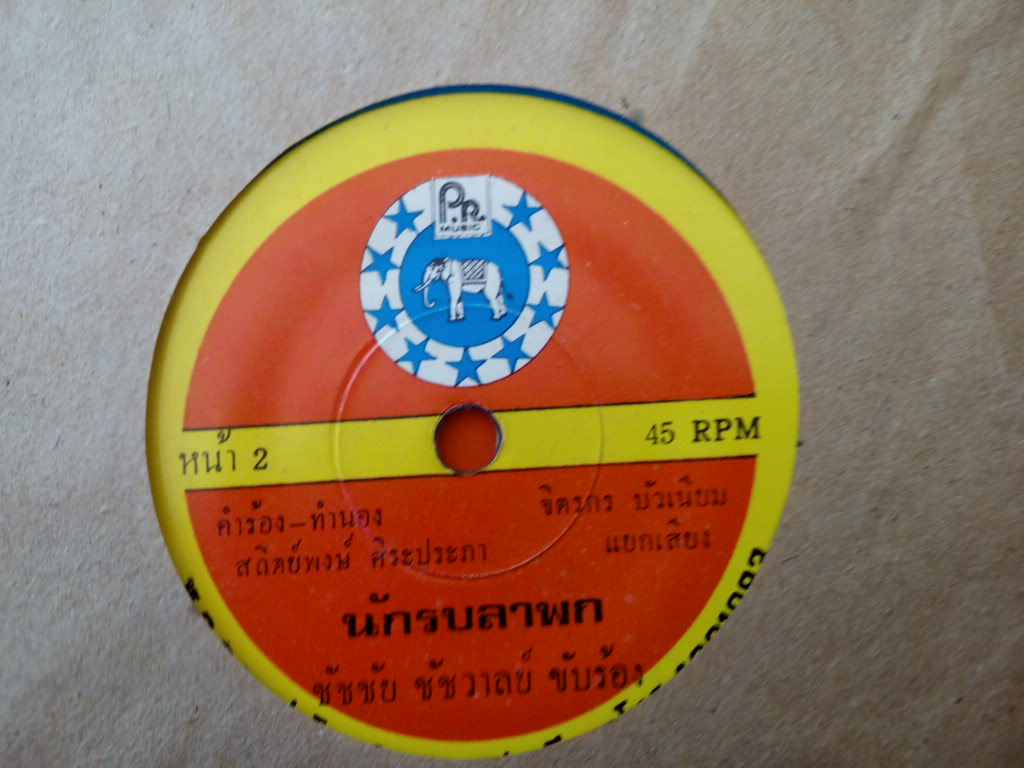 P.R.
MUSIC
หน้า 2
45 RPM
คำร้อง-ทำนอง
สถิตย์พงษ์ ศิระประภา
จิตรกร บัวเนียม
แยกเสียง
นักรบลาพก
ชัชชัย ชัชวาลย์ ขับร้อง